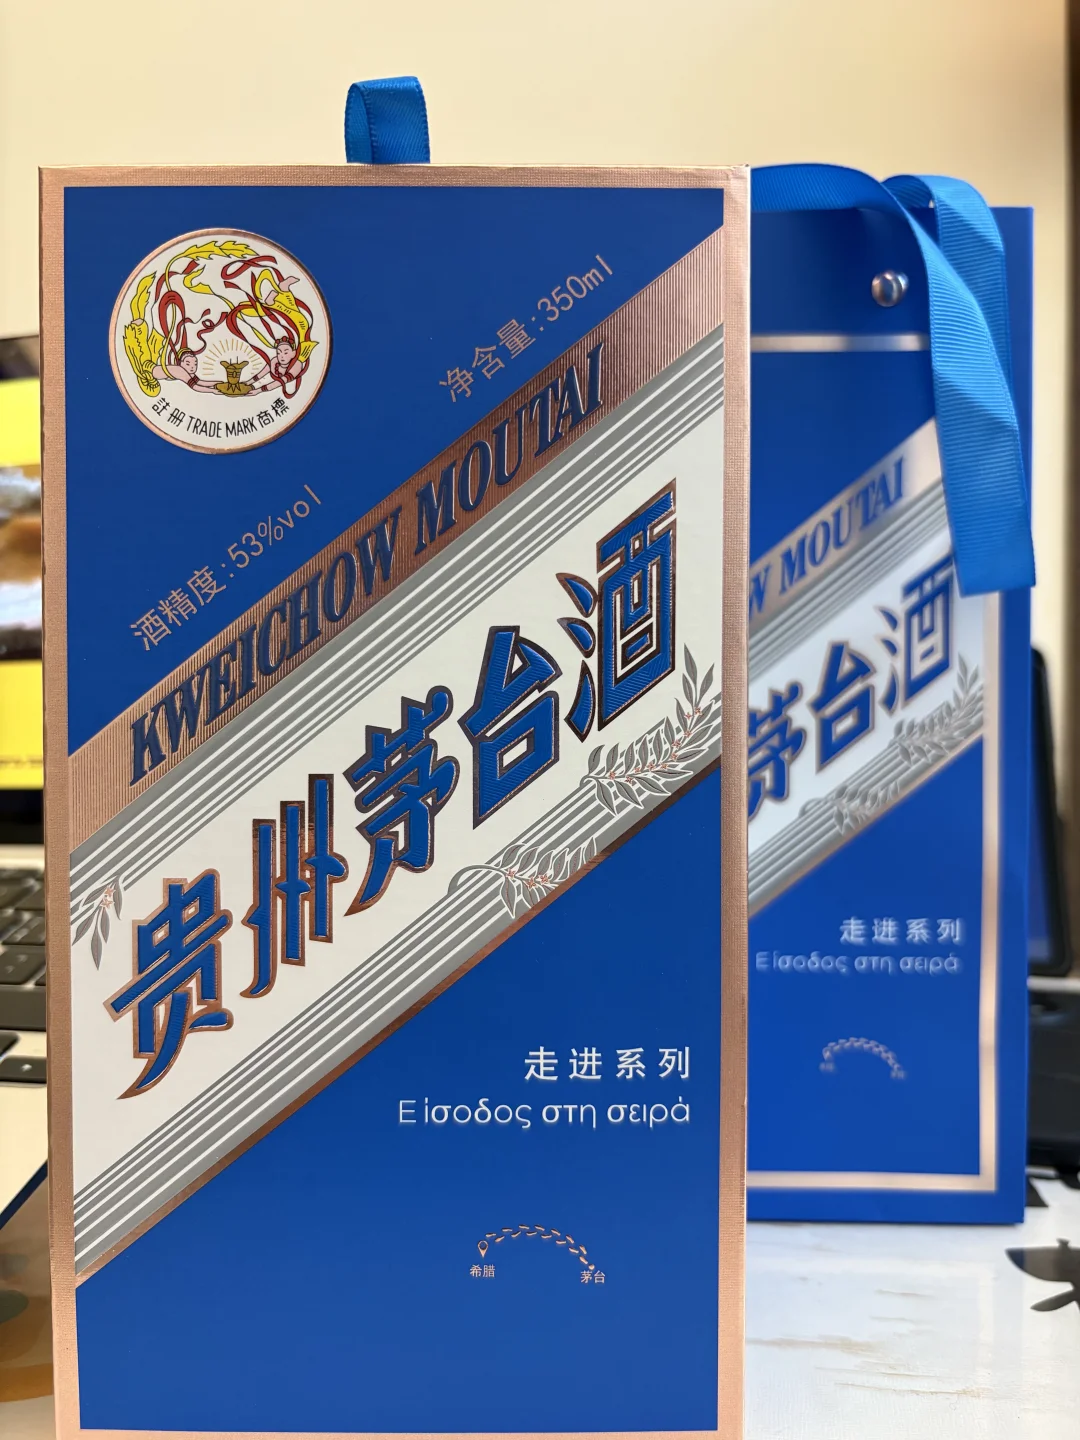 註册 TRADE MARK 商標
净含量:350ml
酒精度:53%vol
KWEICHOW MOUTAI
贵州茅台酒
走进系列
Είσοδος στη σειρά
希腊
茅台
W MOUTAI
茅台酒
走进系列
Είσοδος στη σειρά